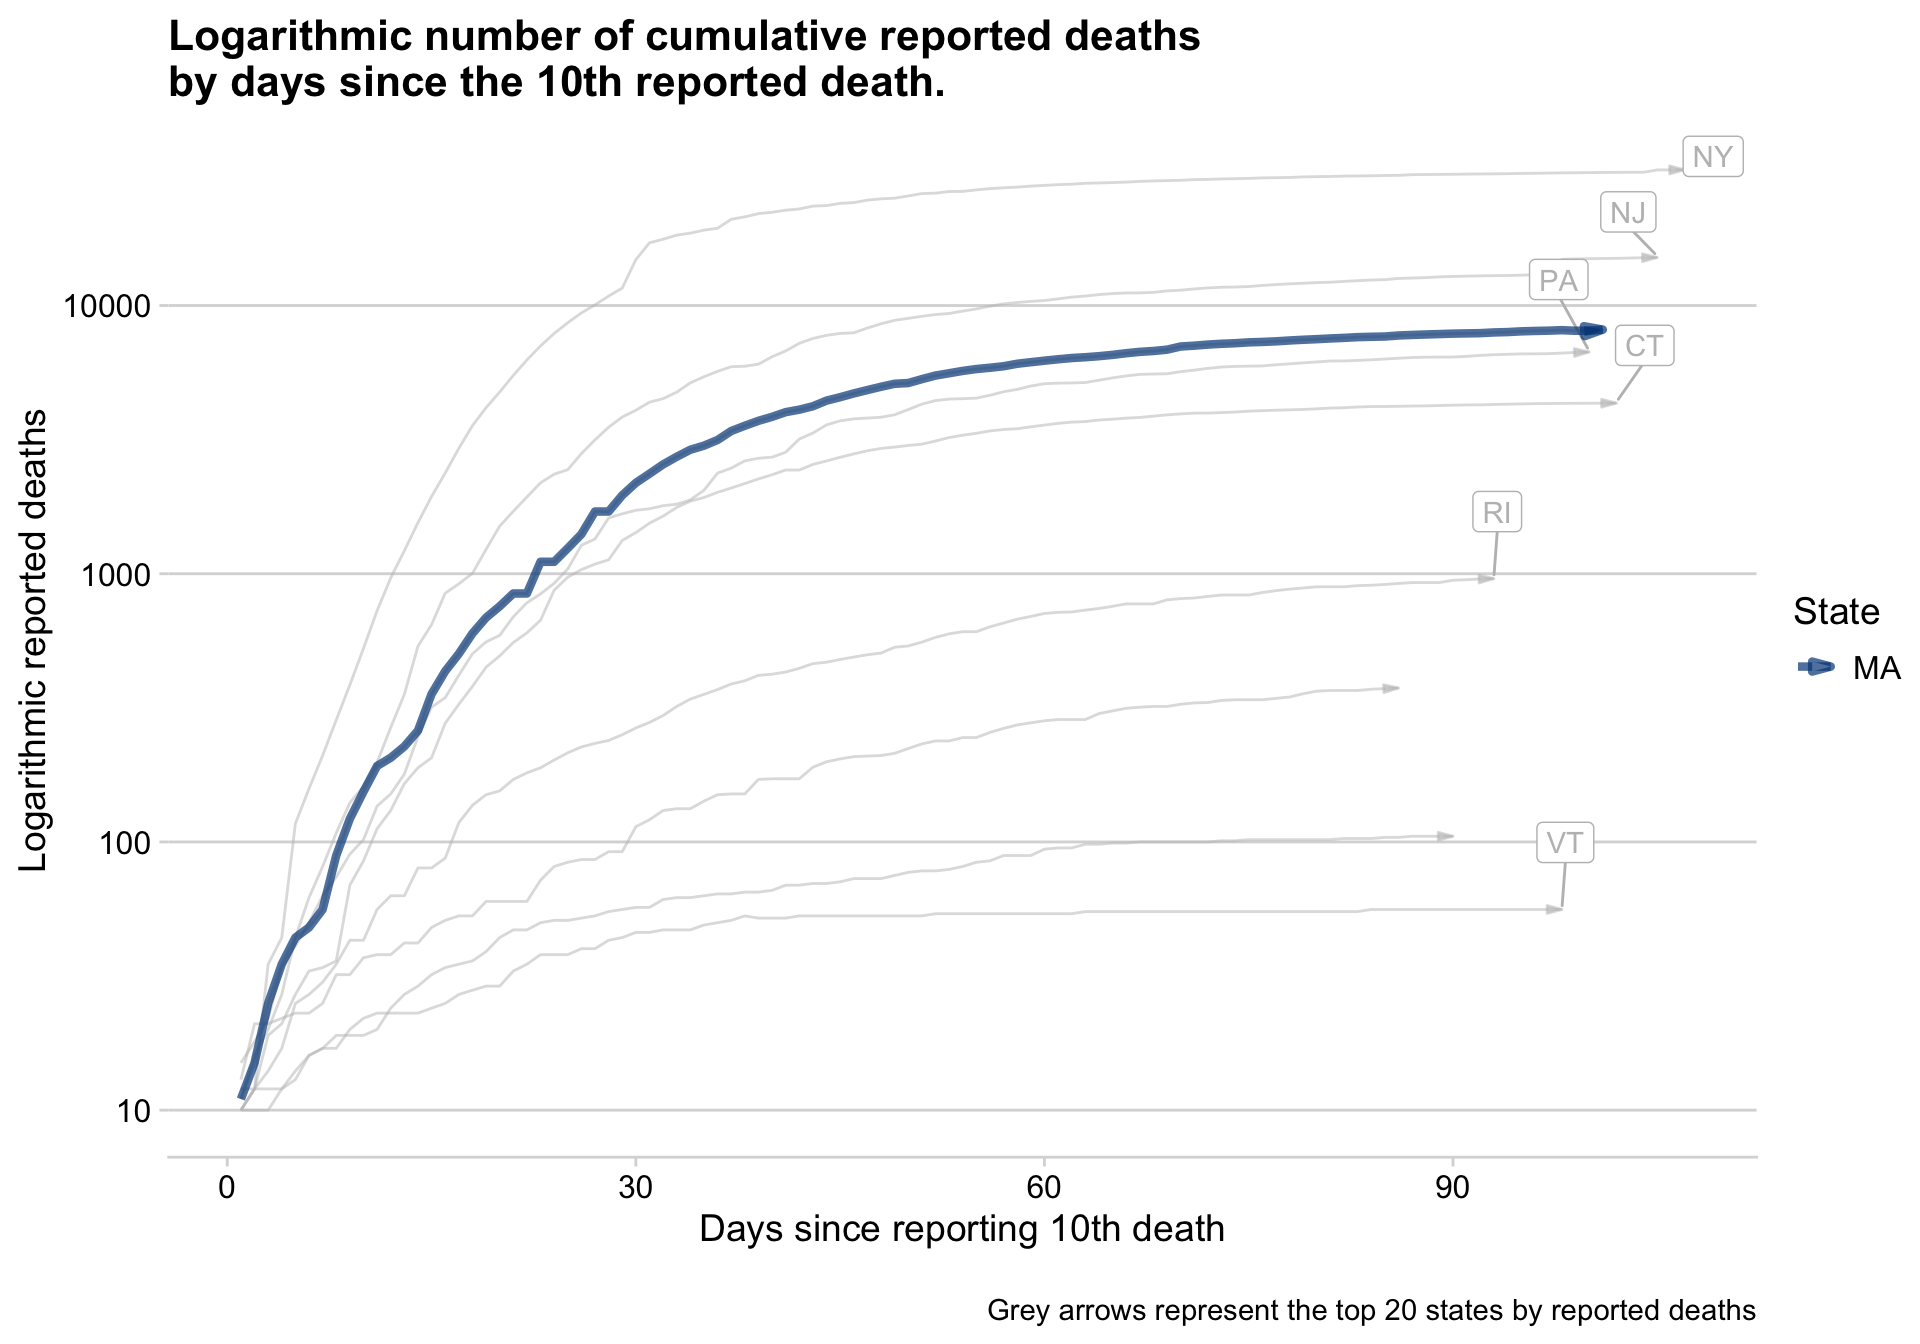 Logarithmic number of cumulative reported deaths
by days since the 10th reported death.
NY
NJ
PA
CT
RI
VT
10000
1000
100
10
Logarithmic reported deaths
0 30 60 90
Days since reporting 10th death
State
MA
Grey arrows represent the top 20 states by reported deaths